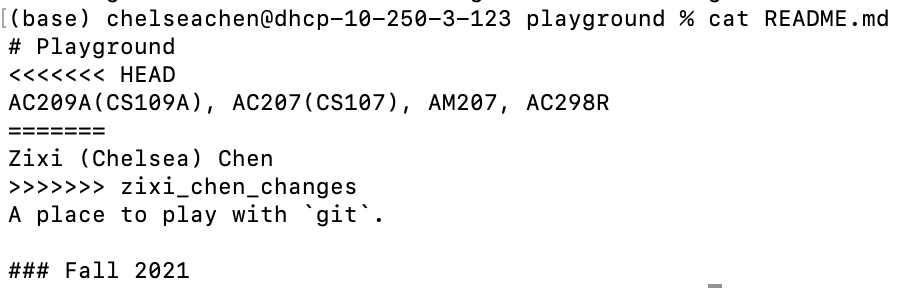 (base) chelseachen@dhcp-10-250-3-123 playground % cat README.md
# Playground
<<<<<<< HEAD
AC209A(CS109A), AC207(CS107), AM207, AC298R
=======
Zixi (Chelsea) Chen
>>>>>>> zixi_chen_changes
A place to play with `git`.

### Fall 2021